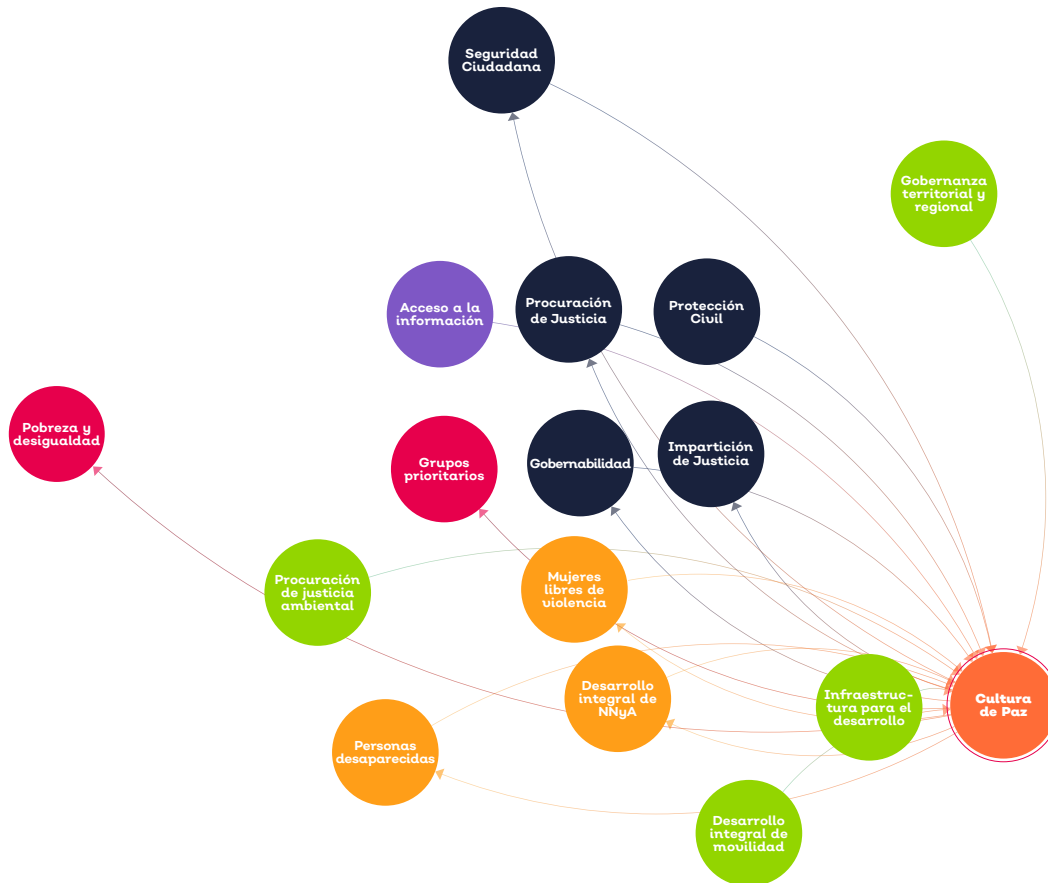 Seguridad
Ciudadana
Gobernanza
territorial y
regional
Acceso a la
información
Procuración
de Justicia
Protección
Civil
Pobreza y
desigualdad
Grupos
prioritarios
Gobernabilidad
Impartición
de Justicia
Procuración
de justicia
ambiental
Mujeres
libres de
violencia
Desarrollo
integral de
NNyA
Infraestruc-
tura para el
desarrollo
Cultura
de Paz
Personas
desaparecidas
Desarrollo
integral de
movilidad